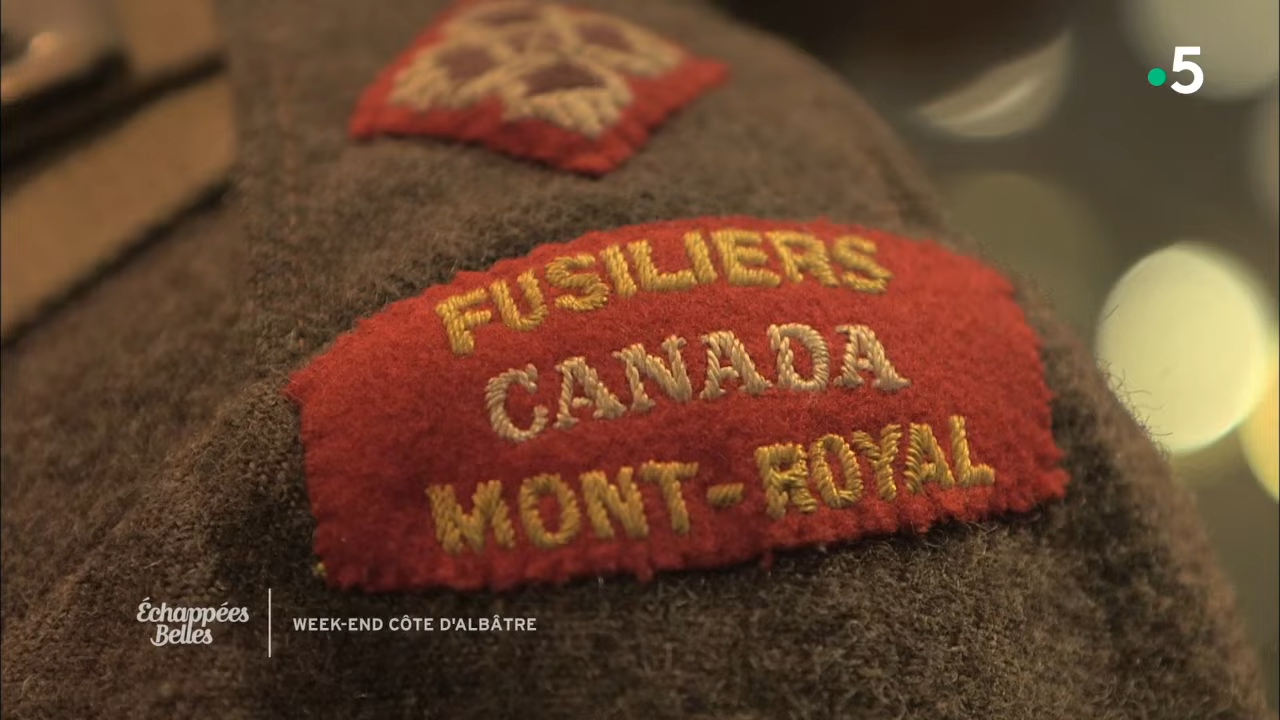 5
FUSILIERS
CANADA
MONT-ROYAL
Échappées
Belles
WEEK-END CÔTE D'ALBÂTRE